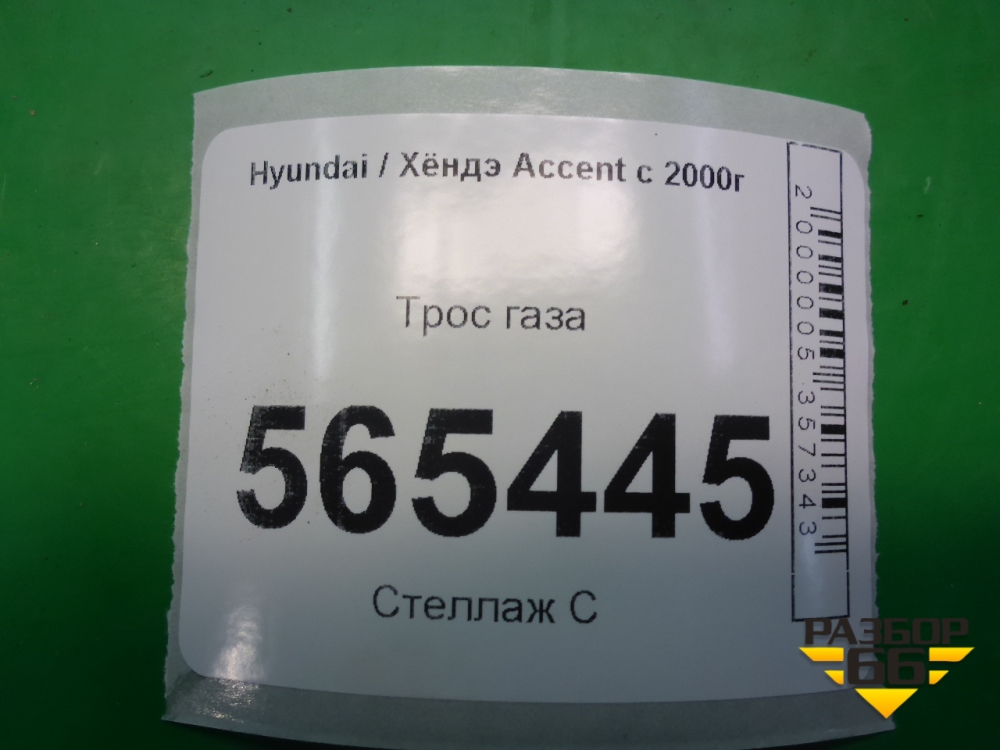 Hyundai / Хёндэ Accent с 2000г
Трос газа
565445
Стеллаж С
2000005357343
РАЗБОР
66